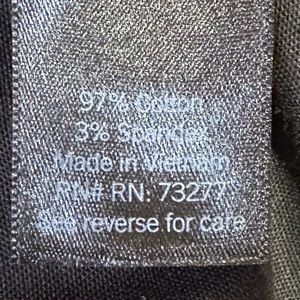 97% Cotton
3% Spandex
Made in Vietnam
RN# RN: 73277
See reverse for care